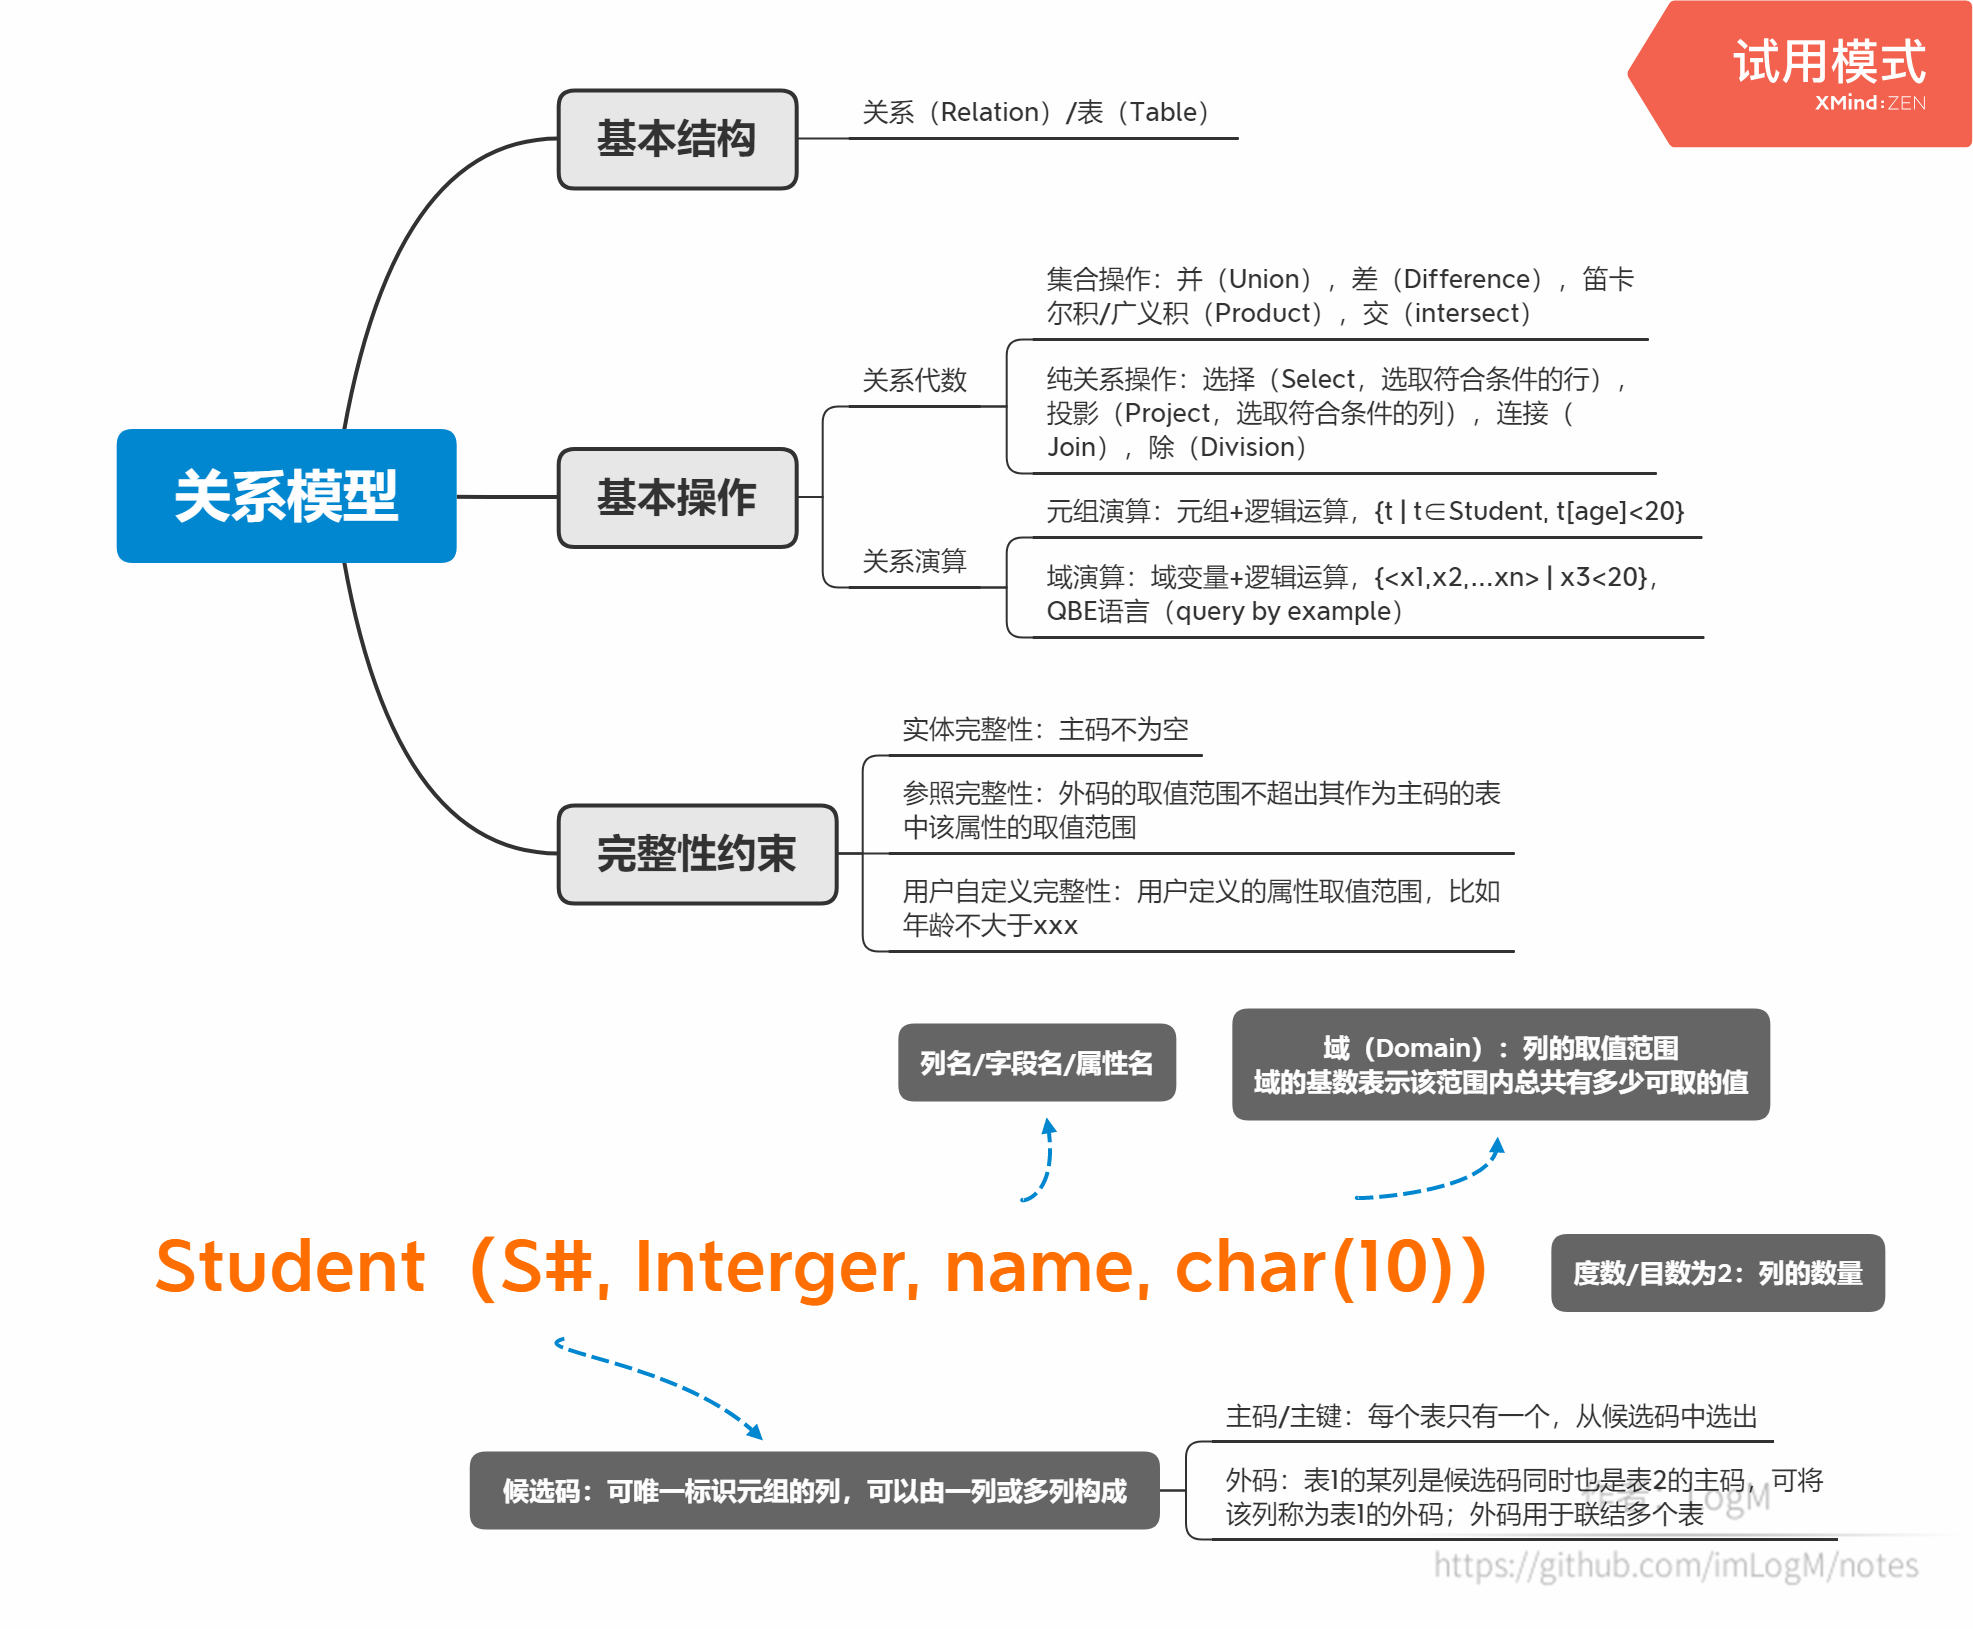 试用模式
XMind:ZEN
基本结构
关系（Relation）/表（Table）
关系模型
基本操作
关系代数
集合操作：并（Union），差（Difference），笛卡
尔积/广义积（Product），交（intersect）
纯关系操作：选择（Select，选取符合条件的行），
投影（Project，选取符合条件的列），连接（
Join），除（Division）
关系演算
元组演算：元组+逻辑运算，{t | t∈Student, t[age]<20}
域演算：域变量+逻辑运算，{<x1,x2,...xn> | x3<20}，
QBE语言（query by example）
完整性约束
实体完整性：主码不为空
参照完整性：外码的取值范围不超出其作为主码的表
中该属性的取值范围
用户自定义完整性：用户定义的属性取值范围，比如
年龄不大于xxx
列名/字段名/属性名
域（Domain）：列的取值范围
域的基数表示该范围内总共有多少可取的值
Student（S#, Interger, name, char(10)）
度数/目数为2：列的数量
候选码：可唯一标识元组的列，可以由一列或多列构成
主码/主键：每个表只有一个，从候选码中选出
外码：表1的某列是候选码同时也是表2的主码，可将
该列称为表1的外码；外码用于联结多个表
作者：LogM
https://github.com/imLogM/notes